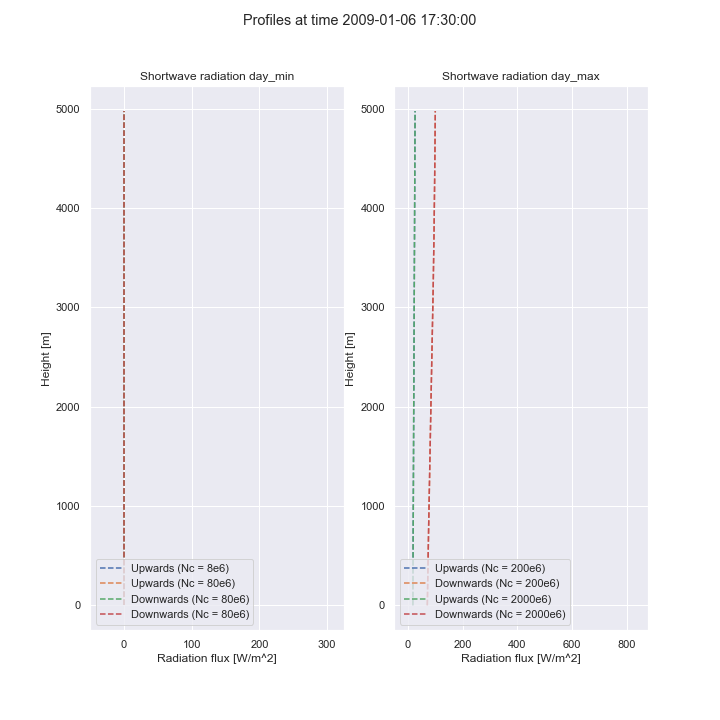 Profiles at time 2009-01-06 17:30:00
Shortwave radiation day_min
Height [m]
5000
4000
3000
2000
1000
0
Upwards (Nc = 8e6)
Upwards (Nc = 80e6)
Downwards (Nc = 80e6)
Downwards (Nc = 80e6)
0 100 200 300
Radiation flux [W/m^2]
Shortwave radiation day_max
Height [m]
5000
4000
3000
2000
1000
0
Upwards (Nc = 200e6)
Downwards (Nc = 200e6)
Upwards (Nc = 2000e6)
Downwards (Nc = 2000e6)
0 200 400 600 800
Radiation flux [W/m^2]